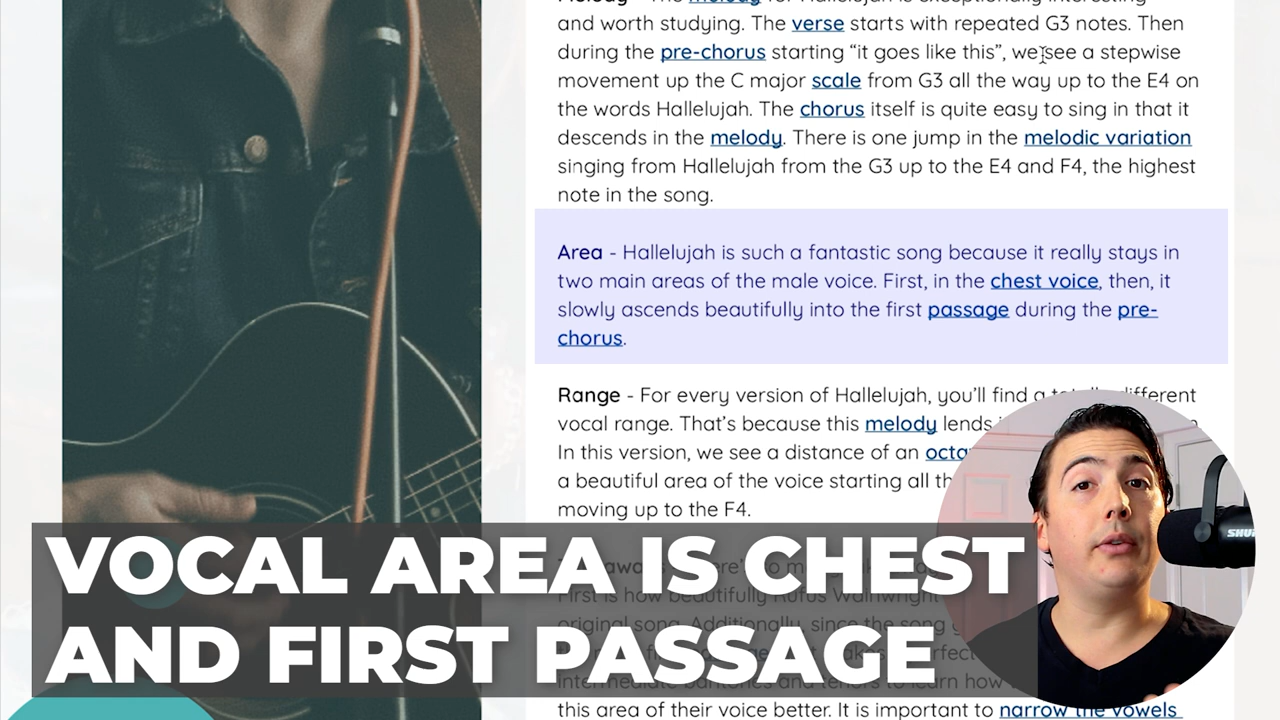 and worth studying. The verse starts with repeated G3 notes. Then
during the pre-chorus starting “it goes like this”, we see a stepwise
movement up the C major scale from G3 all the way up to the E4 on
the words Hallelujah. The chorus itself is quite easy to sing in that it
descends in the melody. There is one jump in the melodic variation
singing from Hallelujah from the G3 up to the E4 and F4, the highest
note in the song.
Area - Hallelujah is such a fantastic song because it really stays in
two main areas of the male voice. First, in the chest voice, then, it
slowly ascends beautifully into the first passage during the pre-
chorus.
Range - For every version of Hallelujah, you’ll find a different
vocal range. That’s because this melody lends
In this version, we see a distance of an
a beautiful area of the voice starting all
moving up to the F4.
VOCAL AREA IS CHEST
AND FIRST PASSAGE
First is how beautifully Rufus Wainwright
original song. Additionally, since the song
intermediate baritones and tenors to learn how
this area of their voice better. It is important to narrow the vowels
SHU